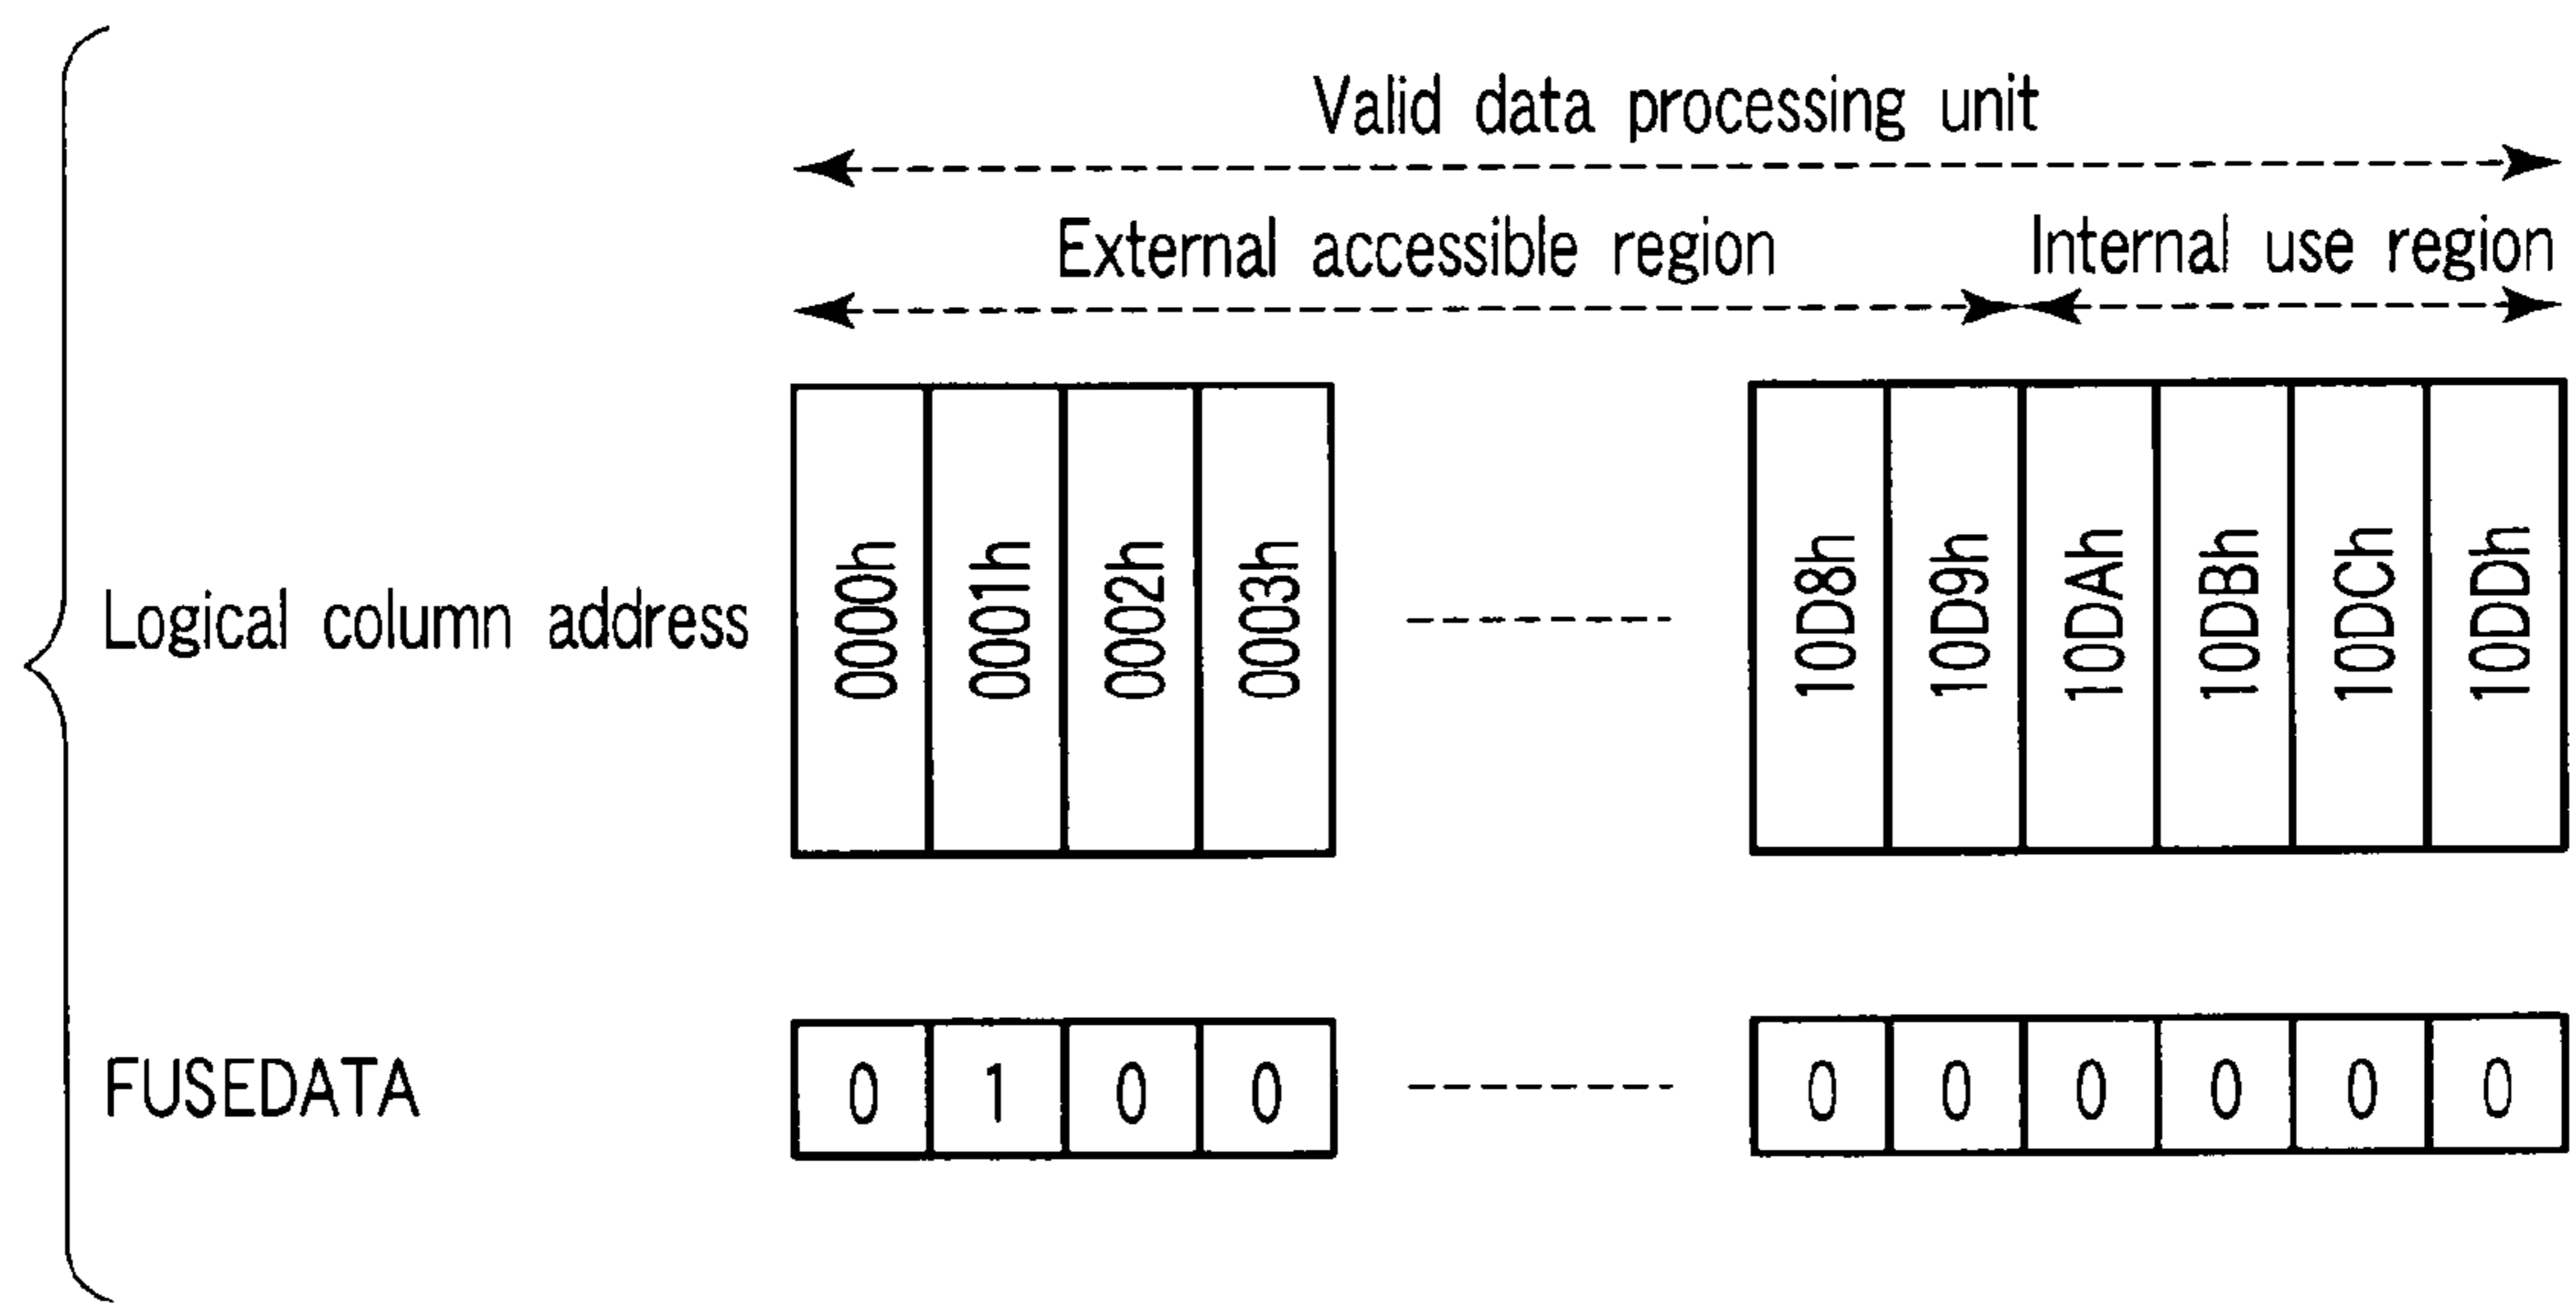 Valid data processing unit
External accessible region Internal use region
Logical column address 0000h 0001h 0002h 0003h 10D8h 10D9h 10DAh 10DBh 10DCh 10DDh
FUSEDATA 0 1 0 0 0 0 0 0 0 0